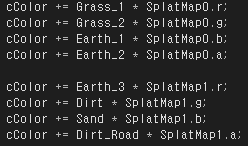 cColor += Grass_1 * SplatMap0.r;
cColor += Grass_2 * SplatMap0.g;
cColor += Earth_1 * SplatMap0.b;
cColor += Earth_2 * SplatMap0.a;
cColor += Earth_3 * SplatMap1.r;
cColor += Dirt * SplatMap1.g;
cColor += Sand * SplatMap1.b;
cColor += Dirt_Road * SplatMap1.a;